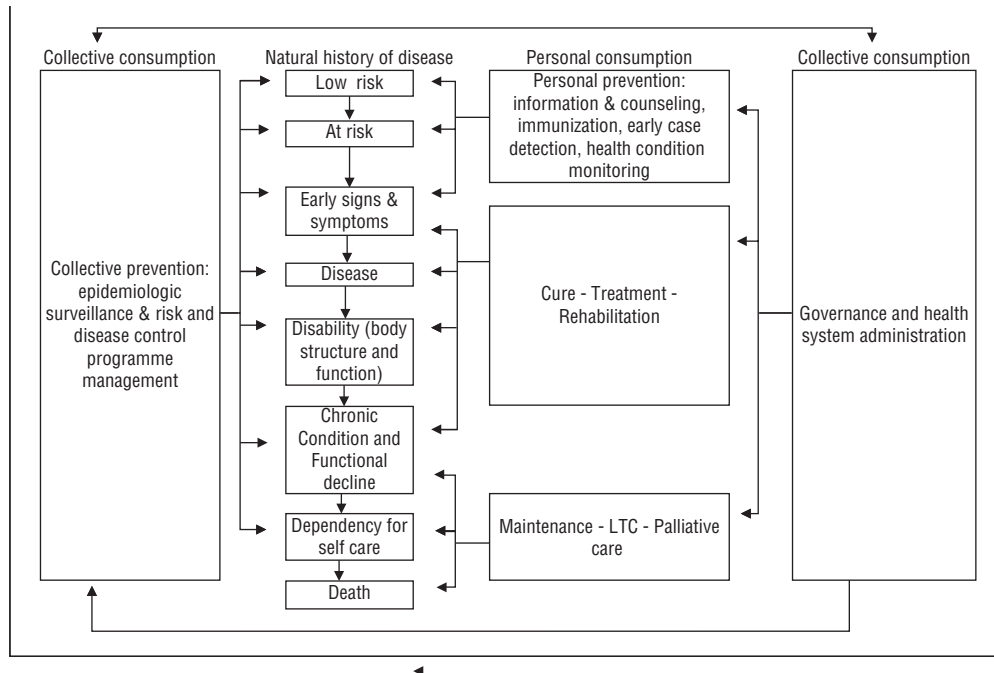 Collective consumption
Natural history of disease
Personal consumption
Collective consumption
Collective prevention:
epidemiologic
surveillance & risk and
disease control
programme
management
Low risk
At risk
Early signs &
symptoms
Disease
Disability (body
structure and
function)
Chronic
Condition and
Functional
decline
Dependency for
self care
Death
Personal prevention:
information & counseling,
immunization, early case
detection, health condition
monitoring
Cure - Treatment -
Rehabilitation
Maintenance - LTC - Palliative
care
Governance and health
system administration